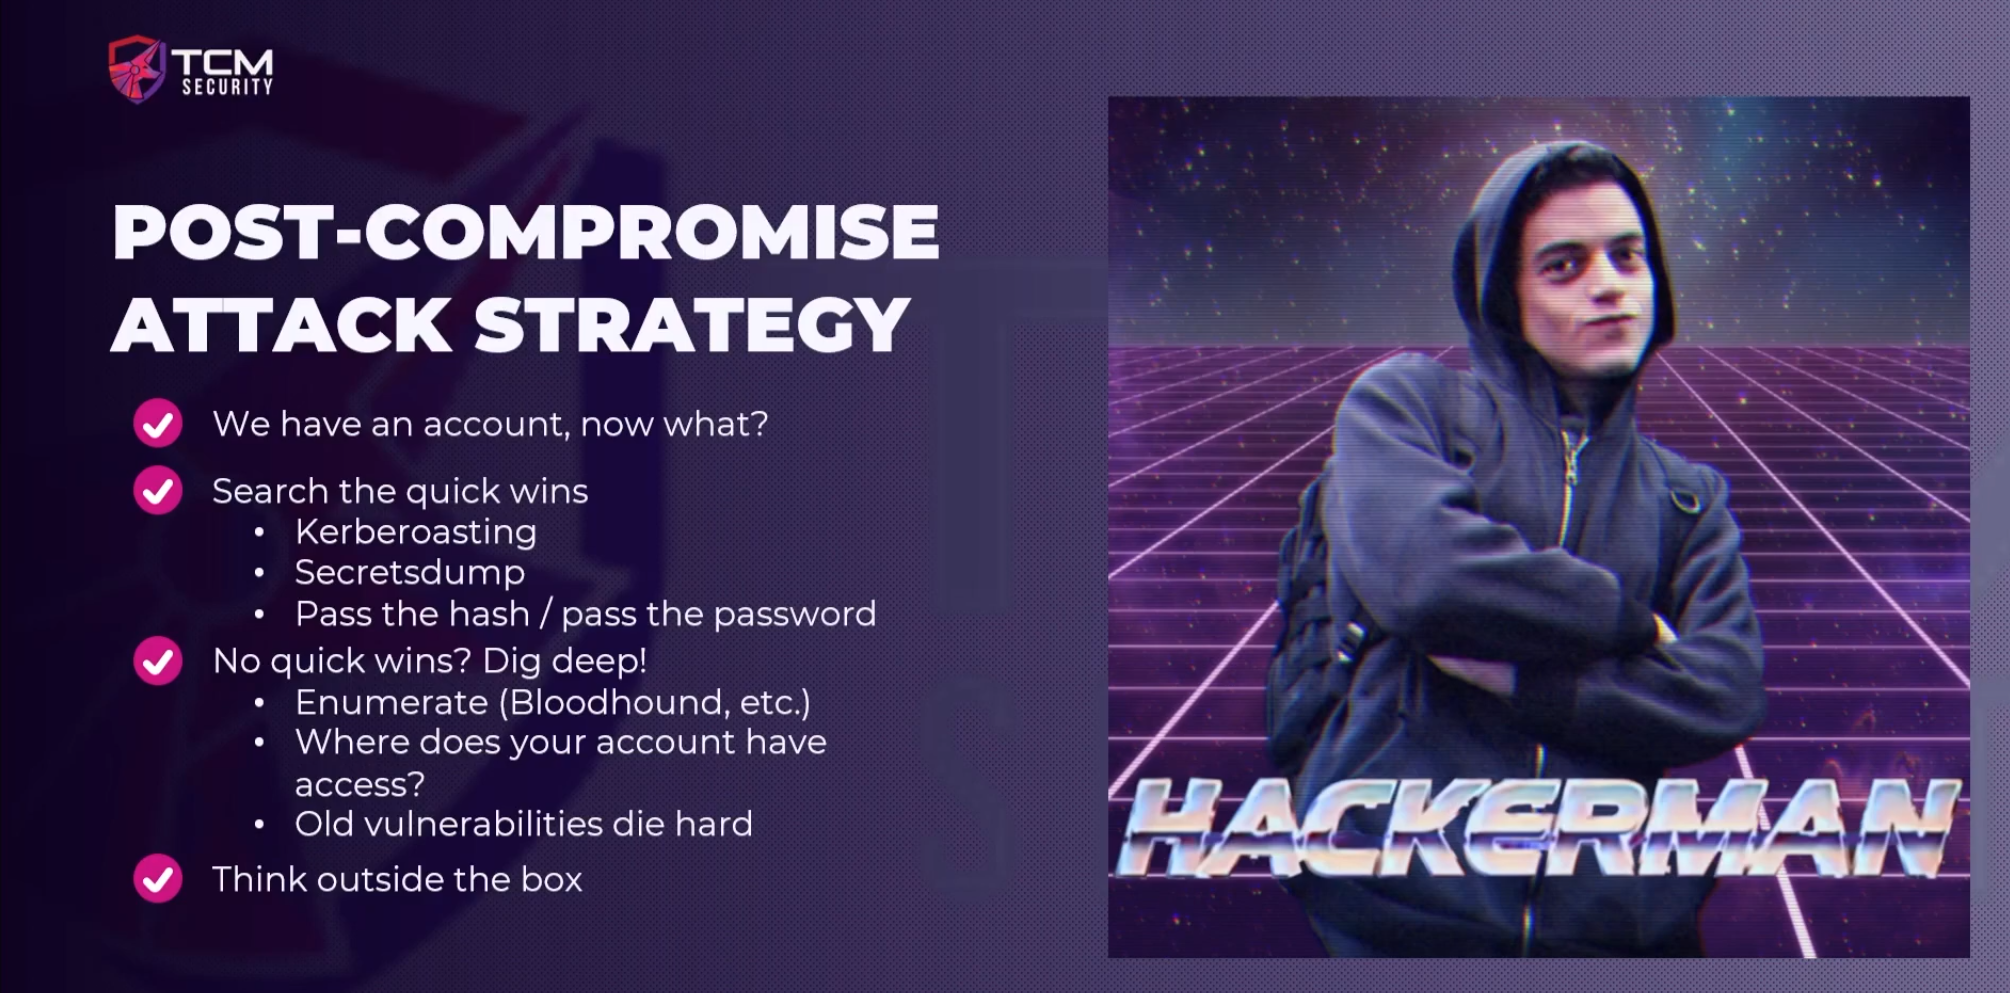 TCM
SECURITY
POST-COMPROMISE
ATTACK STRATEGY
We have an account, now what?
Search the quick wins
• Kerberoasting
• Secretsdump
• Pass the hash / pass the password
No quick wins? Dig deep!
• Enumerate (Bloodhound, etc.)
• Where does your account have
access?
• Old vulnerabilities die hard
Think outside the box
HACKERMAN